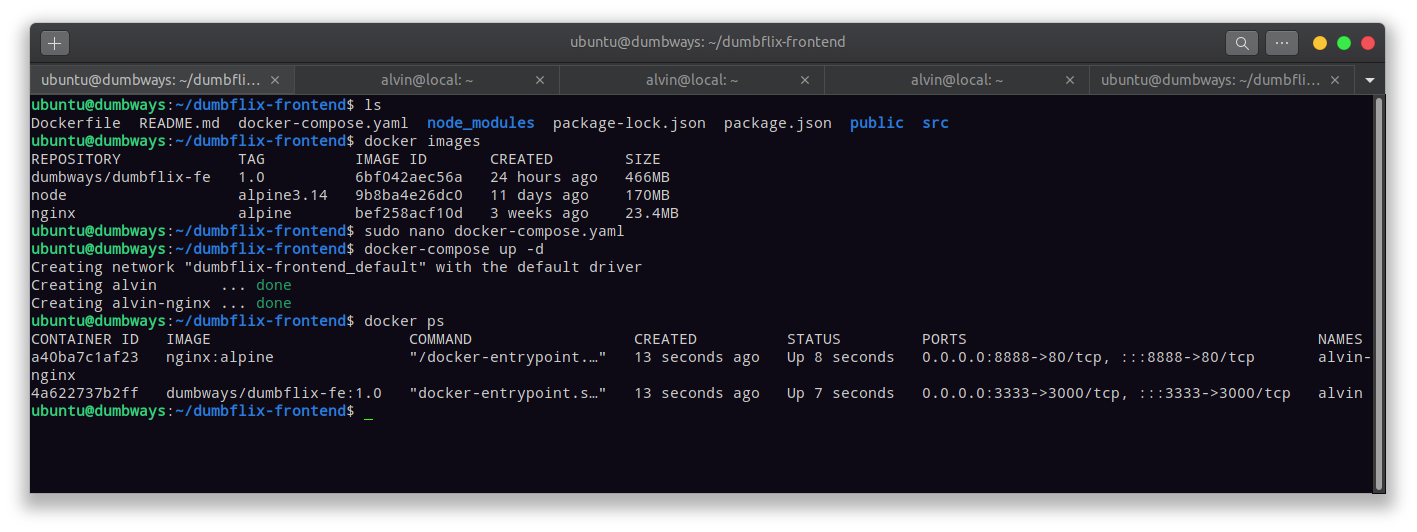 ubuntu@dumbways: ~/dumbflix-frontend
ubuntu@dumbways: ~/dumbfli… × alvin@local: ~ × alvin@local: ~ × alvin@local: ~ × ubuntu@dumbways: ~/dumbfli… ×
ubuntu@dumbways:~/dumbflix-frontend$ ls
Dockerfile  README.md  docker-compose.yaml  node_modules  package-lock.json  package.json  public  src
ubuntu@dumbways:~/dumbflix-frontend$ docker images
REPOSITORY             TAG          IMAGE ID       CREATED        SIZE
dumbways/dumbflix-fe   1.0          6bf042aec56a   24 hours ago   466MB
node                   alpine3.14   9b8ba4e26dc0   11 days ago    170MB
nginx                  alpine       bef258acf10d   3 weeks ago    23.4MB
ubuntu@dumbways:~/dumbflix-frontend$ sudo nano docker-compose.yaml
ubuntu@dumbways:~/dumbflix-frontend$ docker-compose up -d
Creating network "dumbflix-frontend_default" with the default driver
Creating alvin       ... done
Creating alvin-nginx ... done
ubuntu@dumbways:~/dumbflix-frontend$ docker ps
CONTAINER ID   IMAGE                      COMMAND                  CREATED          STATUS         PORTS                                       NAMES
a40ba7c1af23   nginx:alpine               "/docker-entrypoint.…"   13 seconds ago   Up 8 seconds   0.0.0.0:8888->80/tcp, :::8888->80/tcp       alvin-
nginx
4a622737b2ff   dumbways/dumbflix-fe:1.0   "docker-entrypoint.s…"   13 seconds ago   Up 7 seconds   0.0.0.0:3333->3000/tcp, :::3333->3000/tcp   alvin
ubuntu@dumbways:~/dumbflix-frontend$ _